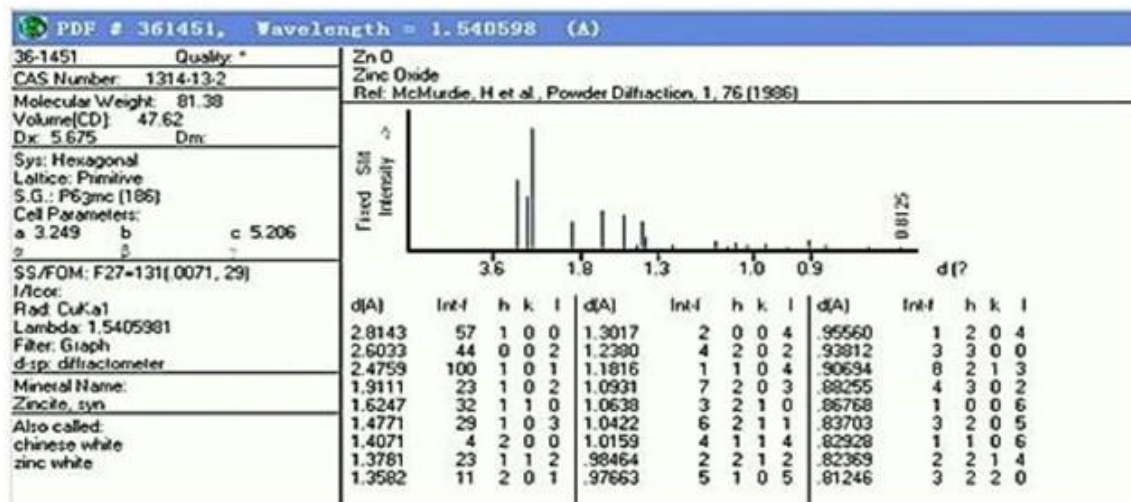 PDF # 361451, Wavelength = 1.540598 (A)
36-1451 Quality: *
CAS Number: 1314-13-2
Molecular Weight: 81.38
Volume[CD]: 47.62
Dx: 5.675 Dm:
Sys: Hexagonal
Lattice: Primitive
S.G.: P63mc (186)
Cell Parameters:
a 3.249 b c 5.206
α β γ
SS/FOM: F27=131(.0071, 29)
I/Icor:
Rad: CuKa1
Lambda: 1.5405981
Filter: Graph
d-sp: diffractometer
Mineral Name:
Zincite, syn
Also called:
chinese white
zinc white
Zn O
Zinc Oxide
Ref: McMurdie, H et al., Powder Diffraction, 1, 76 (1986)
Fixed Slit
Intensity
0.8125
3.6 1.8 1.3 1.0 0.9 d (?
d(A) Int-f h k l d(A) Int-f h k l d(A) Int-f h k l
2.8143 57 1 0 0 1.3017 2 0 0 4 .95560 1 2 0 4
2.6033 44 0 0 2 1.2380 4 2 0 2 .93812 3 3 0 0
2.4759 100 1 0 1 1.1816 1 1 0 4 .90694 8 2 1 3
1.9111 23 1 0 2 1.0931 7 2 0 3 .88255 4 3 0 2
1.6247 32 1 1 0 1.0638 3 2 1 0 .86768 1 0 0 6
1.4771 29 1 0 3 1.0422 6 2 1 1 .83703 3 2 0 5
1.4071 4 2 0 0 1.0159 4 1 1 4 .82928 1 1 0 6
1.3781 23 1 1 2 .98464 2 2 1 2 .82369 2 2 1 4
1.3582 11 2 0 1 .97663 5 1 0 5 .81246 3 2 2 0